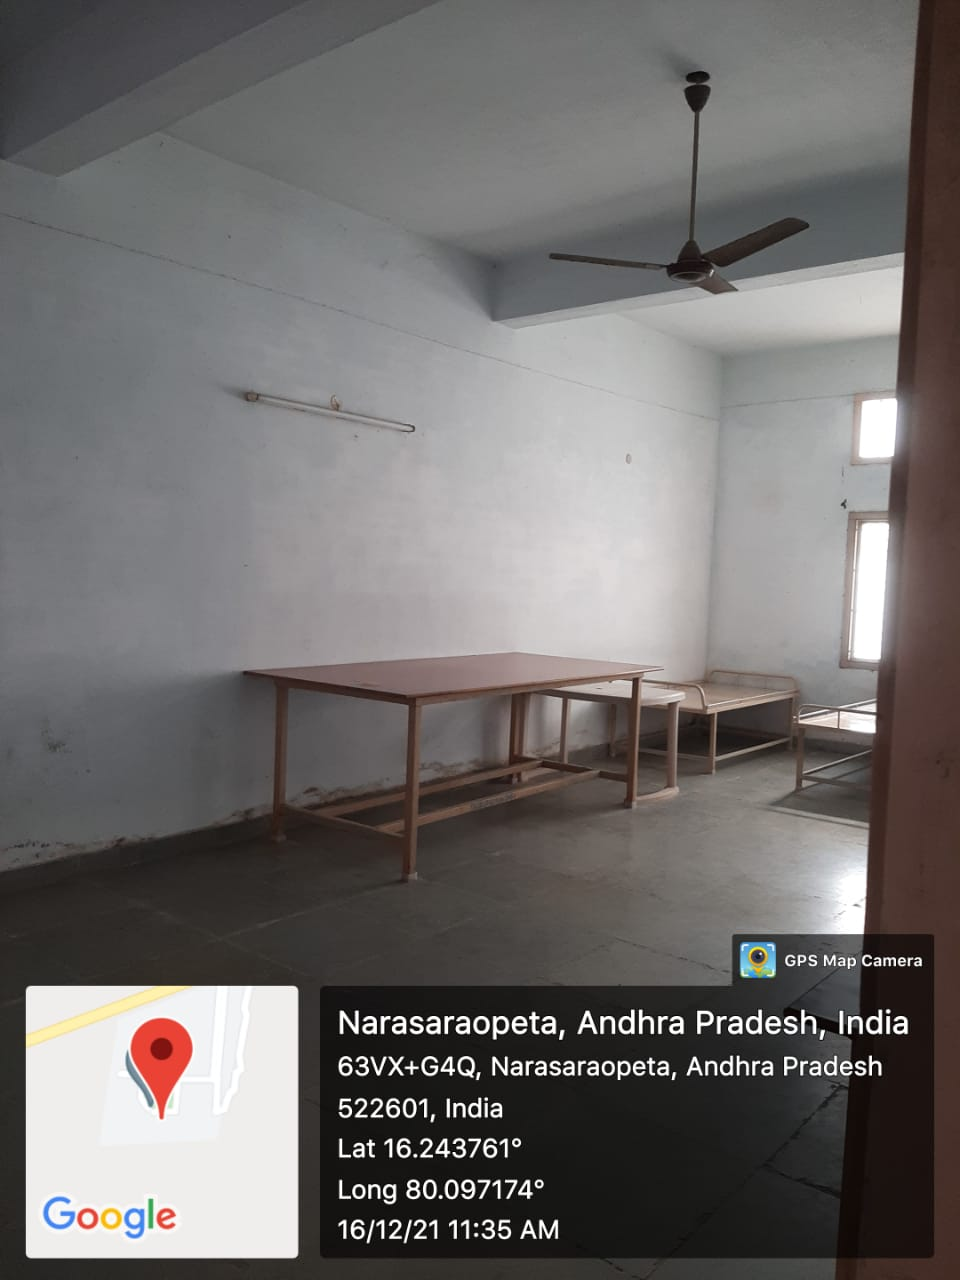 GPS Map Camera
Narasaraopeta, Andhra Pradesh, India
63VX+G4Q, Narasaraopeta, Andhra Pradesh
522601, India
Lat 16.243761°
Long 80.097174°
16/12/21 11:35 AM
Google